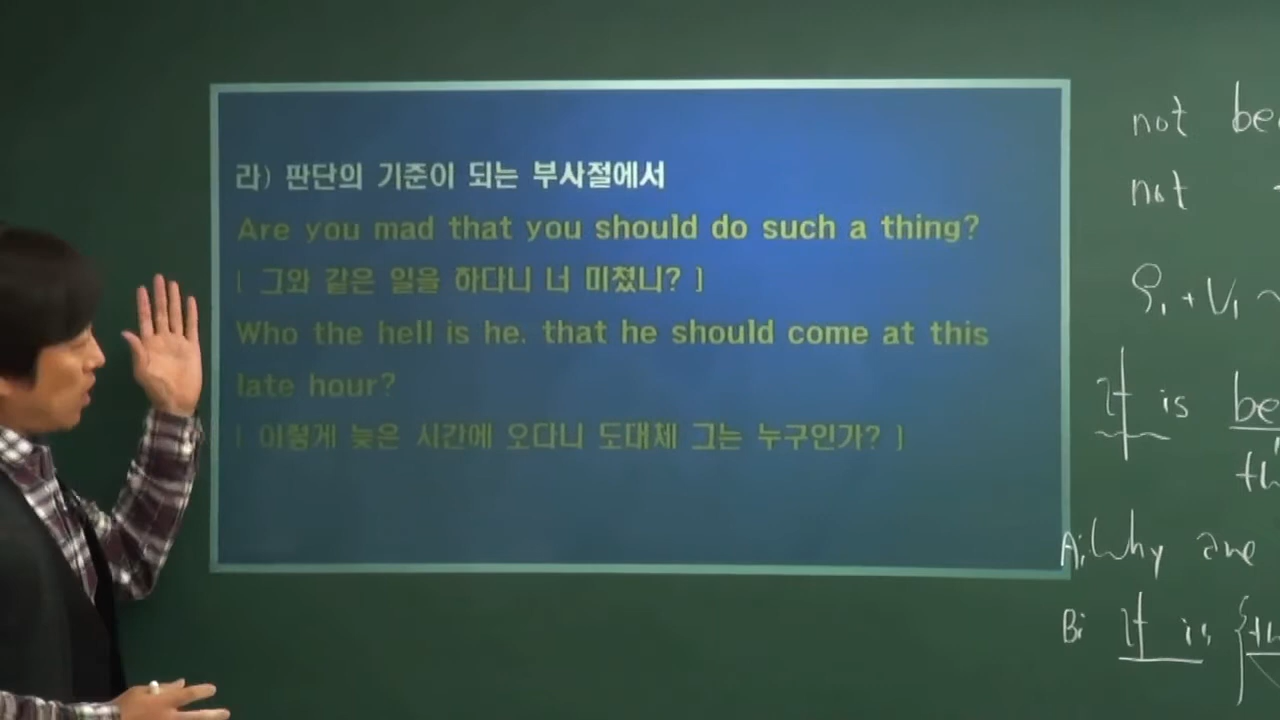 라) 판단의 기준이 되는 부사절에서
Are you mad that you should do such a thing?
[ 그와 같은 일을 하다니 너 미쳤니? ]
Who the hell is he. that he should come at this
late hour?
[ 이렇게 늦은 시간에 오다니 도대체 그는 누구인가? ]
not
not
It is be
th
A; Why are
B; It is